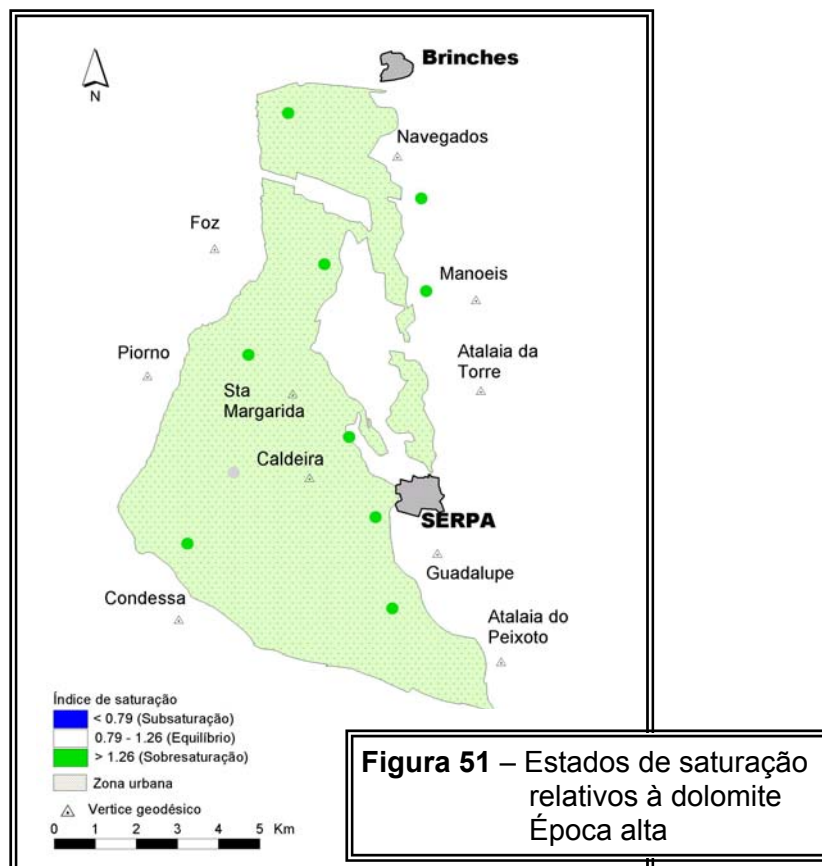 Brinches
N
Navegados
Foz
Manoeis
Piorno
Atalaia da
Torre
Sta
Margarida
Caldeira
SERPA
Guadalupe
Condessa
Atalaia do
Peixoto
Índice de saturação
< 0.79 (Subsaturação)
0.79 - 1.26 (Equilíbrio)
> 1.26 (Sobresaturação)
Zona urbana
Vertice geodésico
0 1 2 3 4 5 Km
Figura 51 – Estados de saturação
relativos à dolomite
Época alta